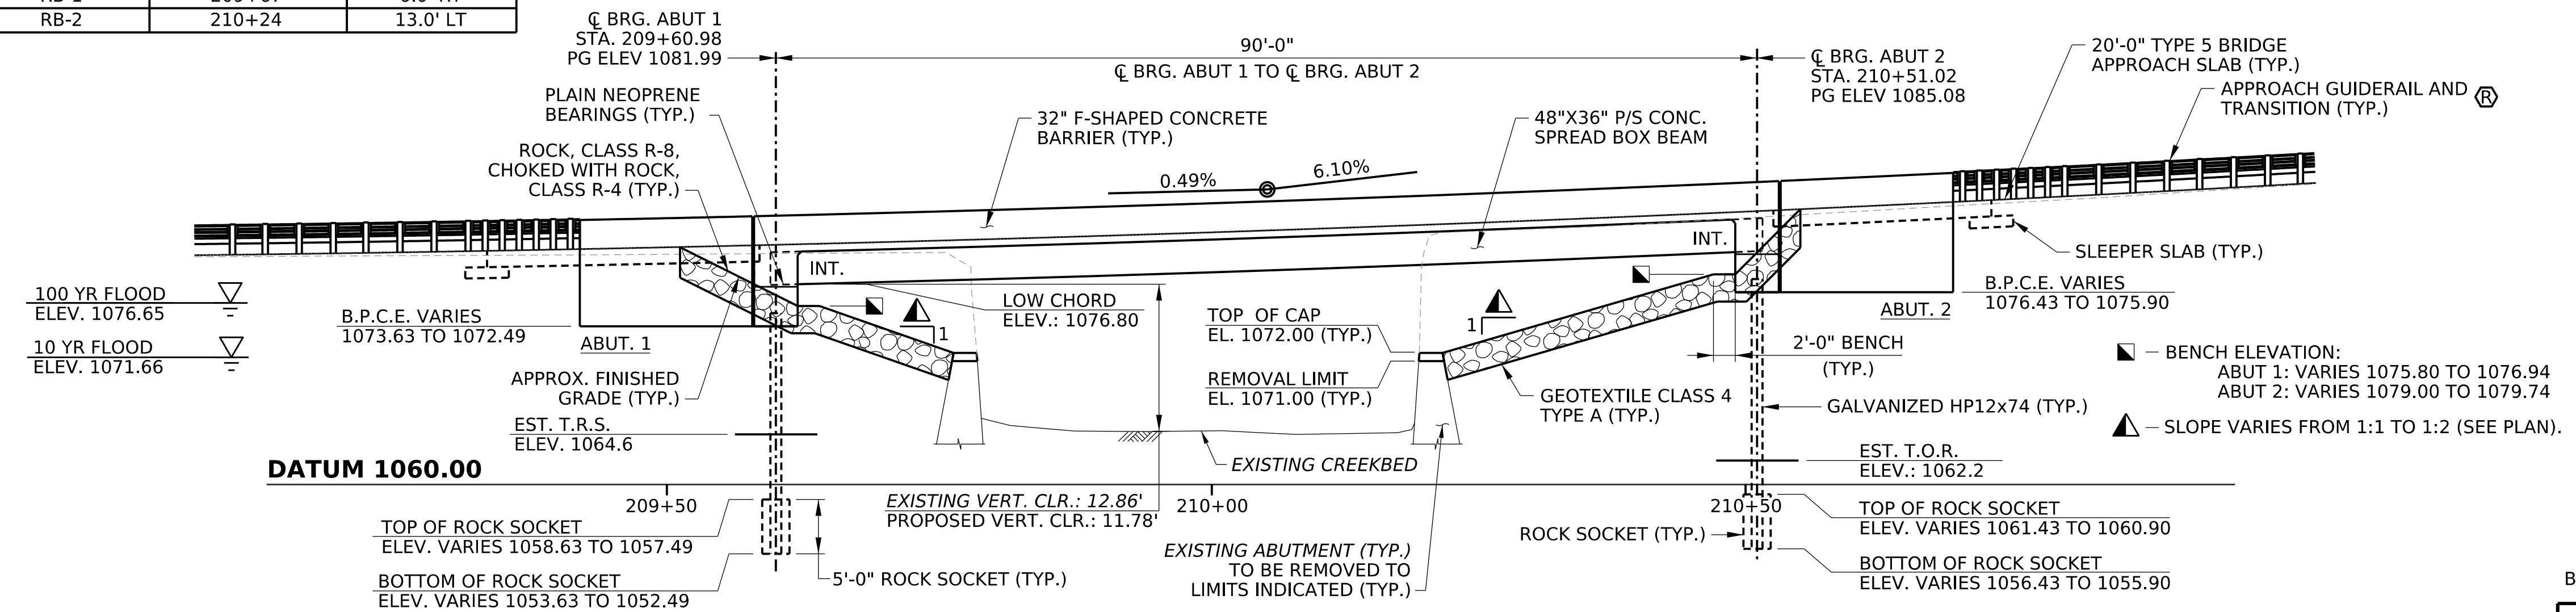 RB-2 210+24 13.0' LT
℄ BRG. ABUT 1
STA. 209+60.98
PG ELEV 1081.99
90'-0"
℄ BRG. ABUT 1 TO ℄ BRG. ABUT 2
℄ BRG. ABUT 2
STA. 210+51.02
PG ELEV 1085.08
20'-0" TYPE 5 BRIDGE
APPROACH SLAB (TYP.)
APPROACH GUIDERAIL AND
TRANSITION (TYP.)
R
PLAIN NEOPRENE
BEARINGS (TYP.)
32" F-SHAPED CONCRETE
BARRIER (TYP.)
48"X36" P/S CONC.
SPREAD BOX BEAM
ROCK, CLASS R-8,
CHOKED WITH ROCK,
CLASS R-4 (TYP.)
0.49%
6.10%
INT.
INT.
SLEEPER SLAB (TYP.)
100 YR FLOOD
ELEV. 1076.65
10 YR FLOOD
ELEV. 1071.66
B.P.C.E. VARIES
1073.63 TO 1072.49
ABUT. 1
LOW CHORD
ELEV.: 1076.80
1
TOP OF CAP
EL. 1072.00 (TYP.)
REMOVAL LIMIT
EL. 1071.00 (TYP.)
1
B.P.C.E. VARIES
1076.43 TO 1075.90
ABUT. 2
2'-0" BENCH
(TYP.)
BENCH ELEVATION:
ABUT 1: VARIES 1075.80 TO 1076.94
ABUT 2: VARIES 1079.00 TO 1079.74
SLOPE VARIES FROM 1:1 TO 1:2 (SEE PLAN).
APPROX. FINISHED
GRADE (TYP.)
GEOTEXTILE CLASS 4
TYPE A (TYP.)
GALVANIZED HP12x74 (TYP.)
EST. T.R.S.
ELEV. 1064.6
EXISTING CREEKBED
EST. T.O.R.
ELEV.: 1062.2
DATUM 1060.00
209+50
210+00
210+50
EXISTING VERT. CLR.: 12.86'
PROPOSED VERT. CLR.: 11.78'
TOP OF ROCK SOCKET
ELEV. VARIES 1058.63 TO 1057.49
BOTTOM OF ROCK SOCKET
ELEV. VARIES 1053.63 TO 1052.49
5'-0" ROCK SOCKET (TYP.)
EXISTING ABUTMENT (TYP.)
TO BE REMOVED TO
LIMITS INDICATED (TYP.)
ROCK SOCKET (TYP.)
TOP OF ROCK SOCKET
ELEV. VARIES 1061.43 TO 1060.90
BOTTOM OF ROCK SOCKET
ELEV. VARIES 1056.43 TO 1055.90